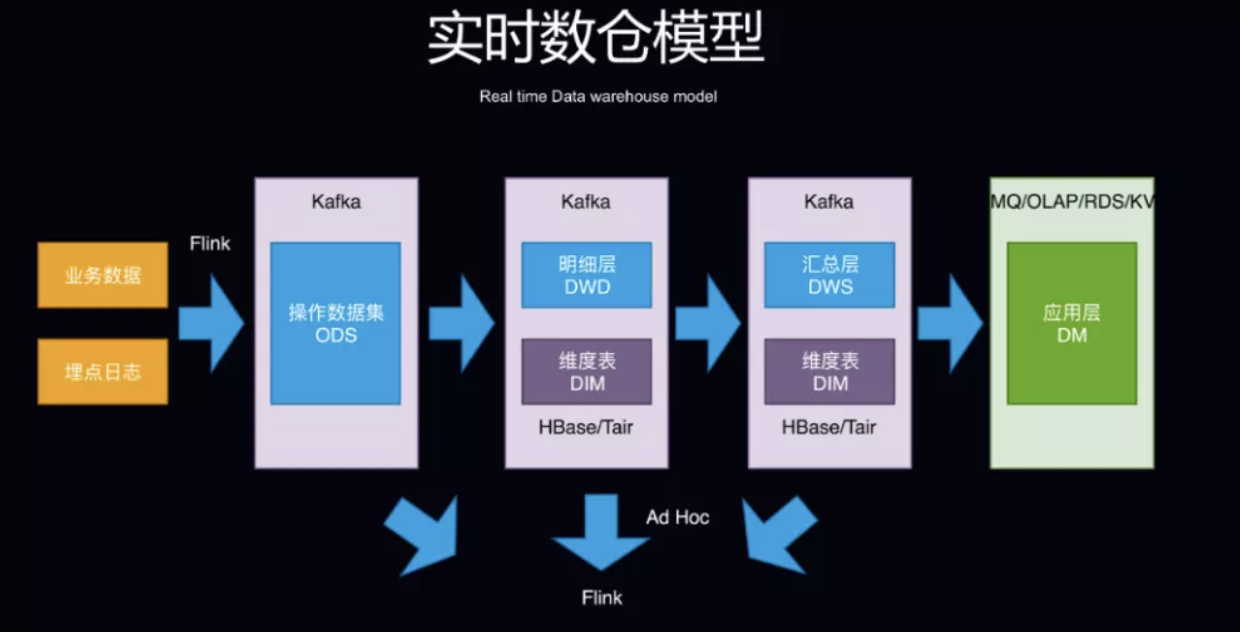 实时数仓模型
Real time Data warehouse model
业务数据
埋点日志
Flink
Kafka
操作数据集
ODS
Kafka
明细层
DWD
维度表
DIM
HBase/Tair
Kafka
汇总层
DWS
维度表
DIM
HBase/Tair
MQ/OLAP/RDS/KV
应用层
DM
Ad Hoc
Flink